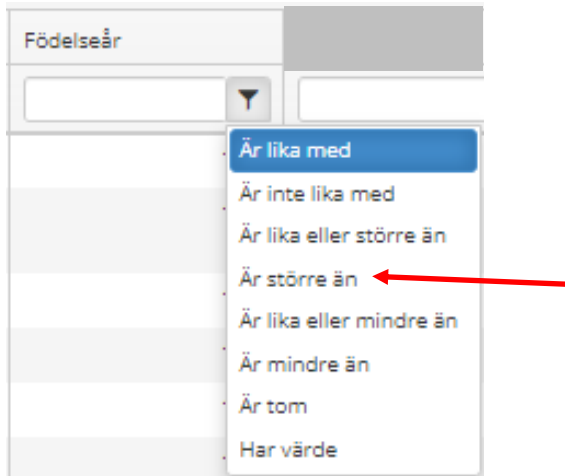 Födelseår
Är lika med
Är inte lika med
Är lika eller större än
Är större än
Är lika eller mindre än
Är mindre än
Är tom
Har värde